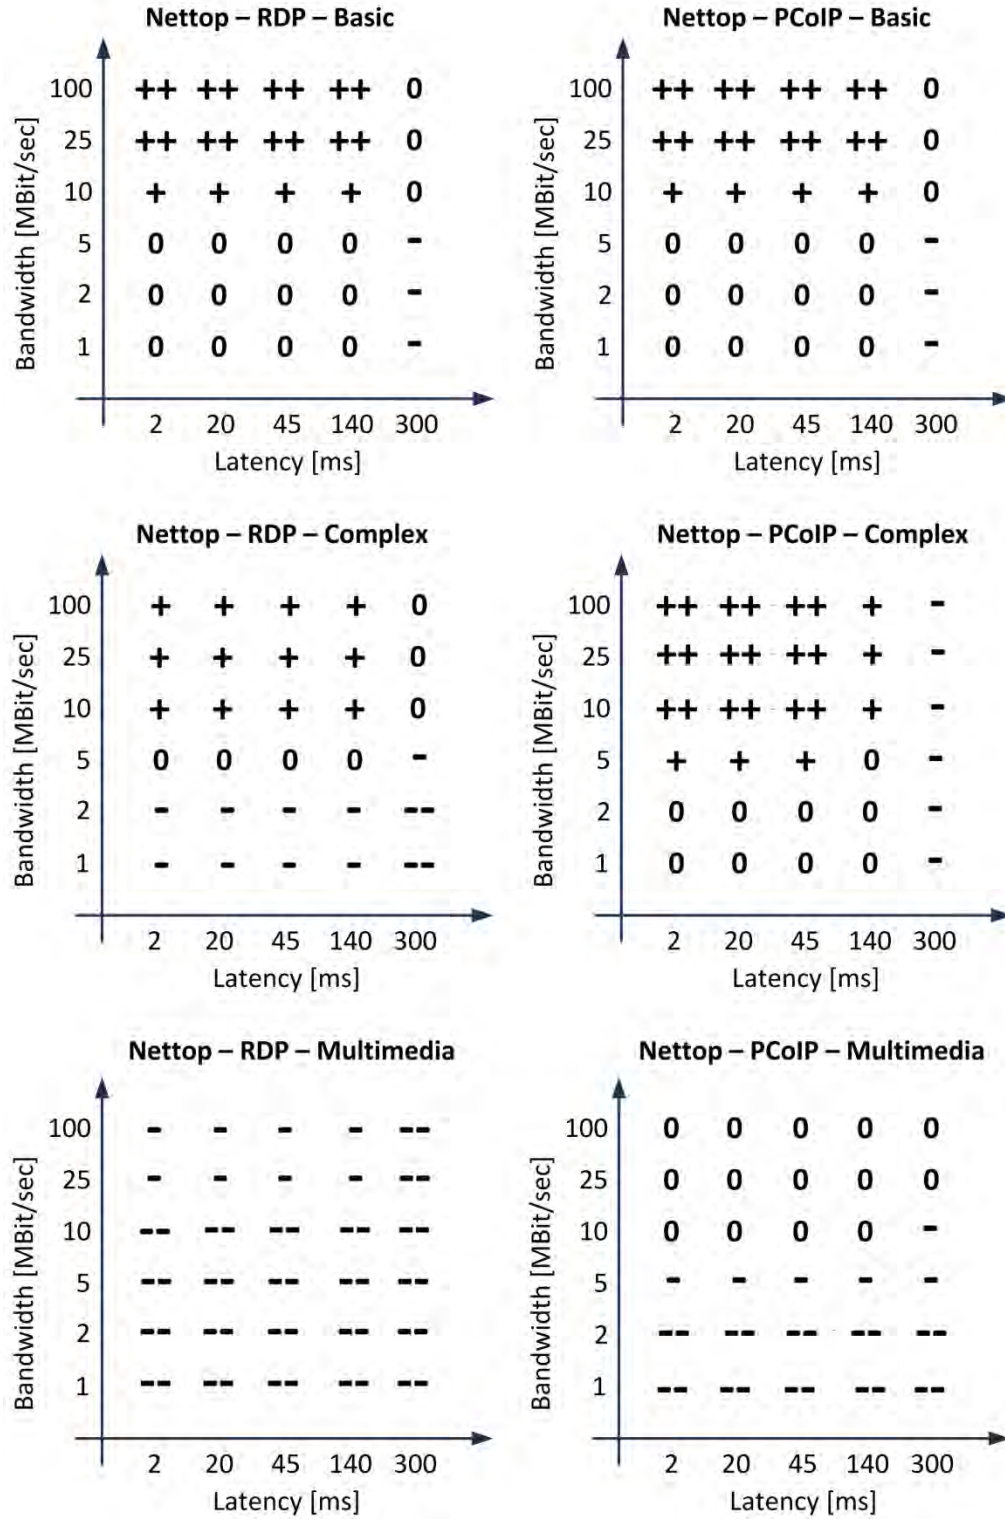 Nettop – RDP – Basic
Bandwidth [MBit/sec]
100 ++ ++ ++ ++ 0
25 ++ ++ ++ ++ 0
10 + + + + 0
5 0 0 0 0 -
2 0 0 0 0 -
1 0 0 0 0 -
2 20 45 140 300
Latency [ms]
Nettop – PCoIP – Basic
Bandwidth [MBit/sec]
100 ++ ++ ++ ++ 0
25 ++ ++ ++ ++ 0
10 + + + + 0
5 0 0 0 0 -
2 0 0 0 0 -
1 0 0 0 0 -
2 20 45 140 300
Latency [ms]
Nettop – RDP – Complex
Bandwidth [MBit/sec]
100 + + + + 0
25 + + + + 0
10 + + + + 0
5 0 0 0 0 -
2 - - - - --
1 - - - - --
2 20 45 140 300
Latency [ms]
Nettop – PCoIP – Complex
Bandwidth [MBit/sec]
100 ++ ++ ++ + -
25 ++ ++ ++ + -
10 ++ ++ ++ + -
5 + + + 0 -
2 0 0 0 0 -
1 0 0 0 0 -
2 20 45 140 300
Latency [ms]
Nettop – RDP – Multimedia
Bandwidth [MBit/sec]
100 - - - - --
25 - - - - --
10 -- -- -- -- --
5 -- -- -- -- --
2 -- -- -- -- --
1 -- -- -- -- --
2 20 45 140 300
Latency [ms]
Nettop – PCoIP – Multimedia
Bandwidth [MBit/sec]
100 0 0 0 0 0
25 0 0 0 0 0
10 0 0 0 0 -
5 - - - - -
2 -- -- -- -- --
1 -- -- -- -- --
2 20 45 140 300
Latency [ms]